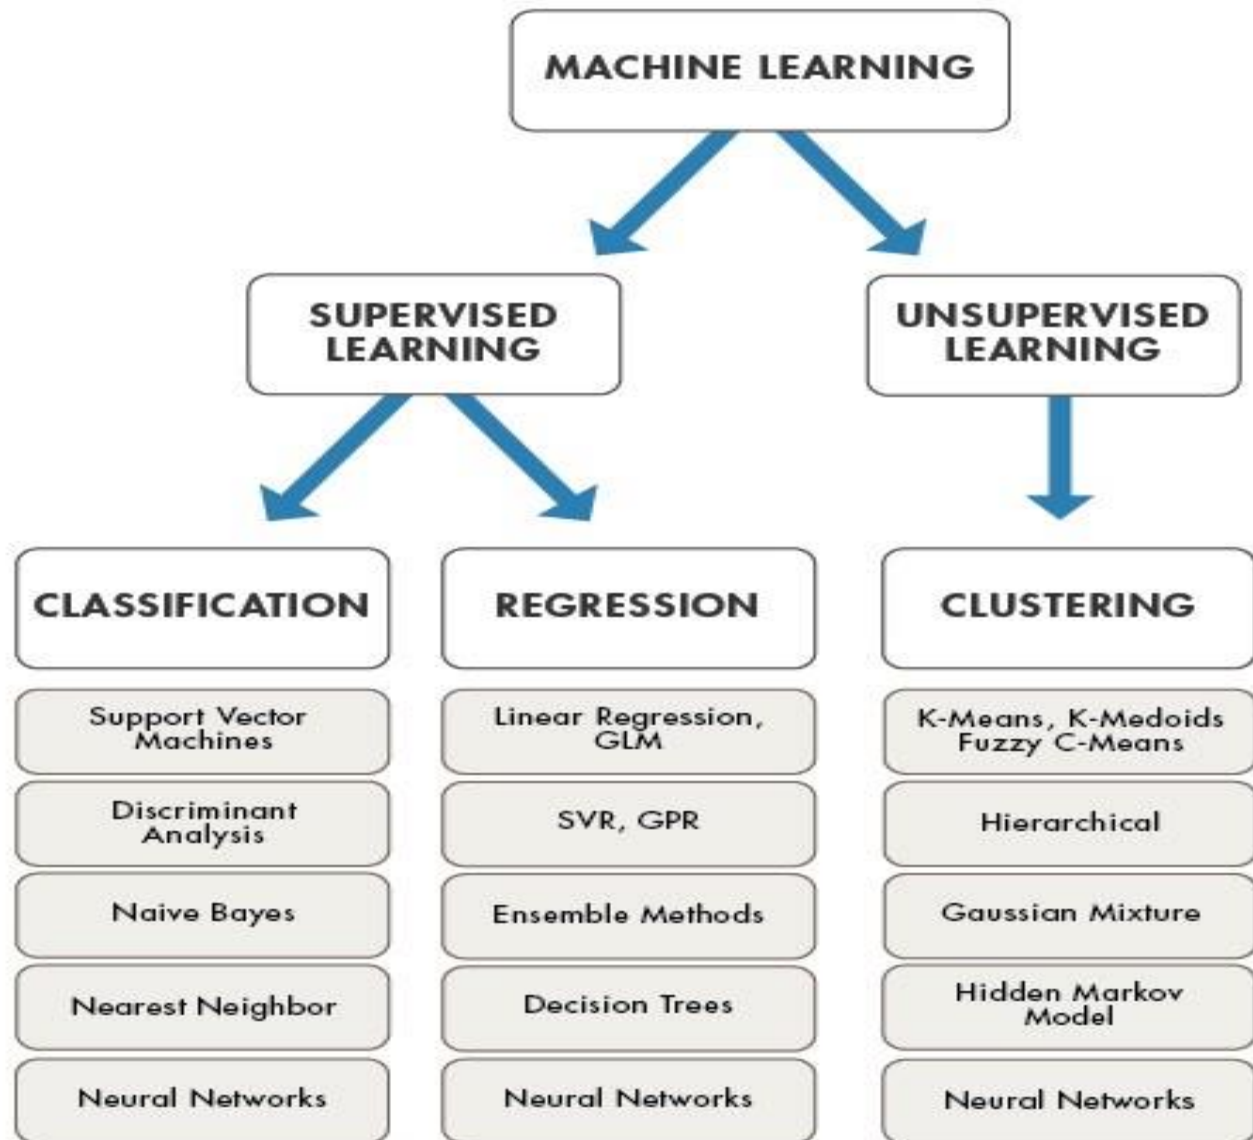 MACHINE LEARNING
SUPERVISED
LEARNING
UNSUPERVISED
LEARNING
CLASSIFICATION
Support Vector
Machines
Discriminant
Analysis
Naive Bayes
Nearest Neighbor
Neural Networks
REGRESSION
Linear Regression,
GLM
SVR, GPR
Ensemble Methods
Decision Trees
Neural Networks
CLUSTERING
K-Means, K-Medoids
Fuzzy C-Means
Hierarchical
Gaussian Mixture
Hidden Markov
Model
Neural Networks